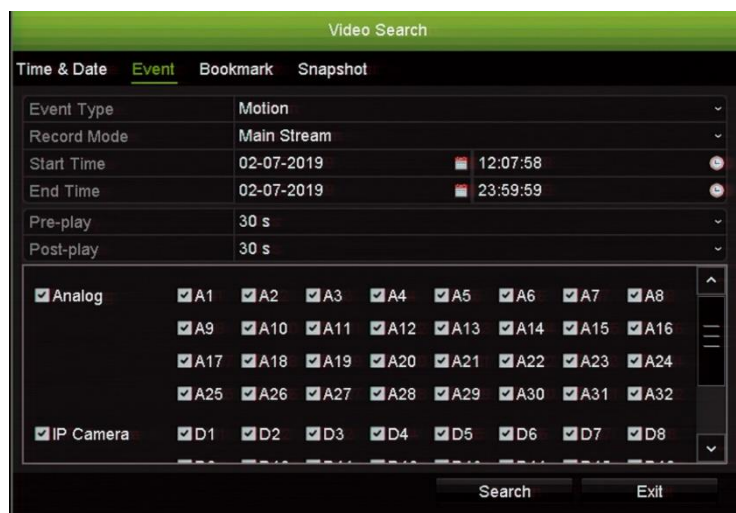 Video Search
Time & Date Event Bookmark Snapshot
Event Type Motion
Record Mode Main Stream
Start Time 02-07-2019 12:07:58
End Time 02-07-2019 23:59:59
Pre-play 30 s
Post-play 30 s
Analog A1 A2 A3 A4 A5 A6 A7 A8
A9 A10 A11 A12 A13 A14 A15 A16
A17 A18 A19 A20 A21 A22 A23 A24
A25 A26 A27 A28 A29 A30 A31 A32
IP Camera D1 D2 D3 D4 D5 D6 D7 D8
Search Exit